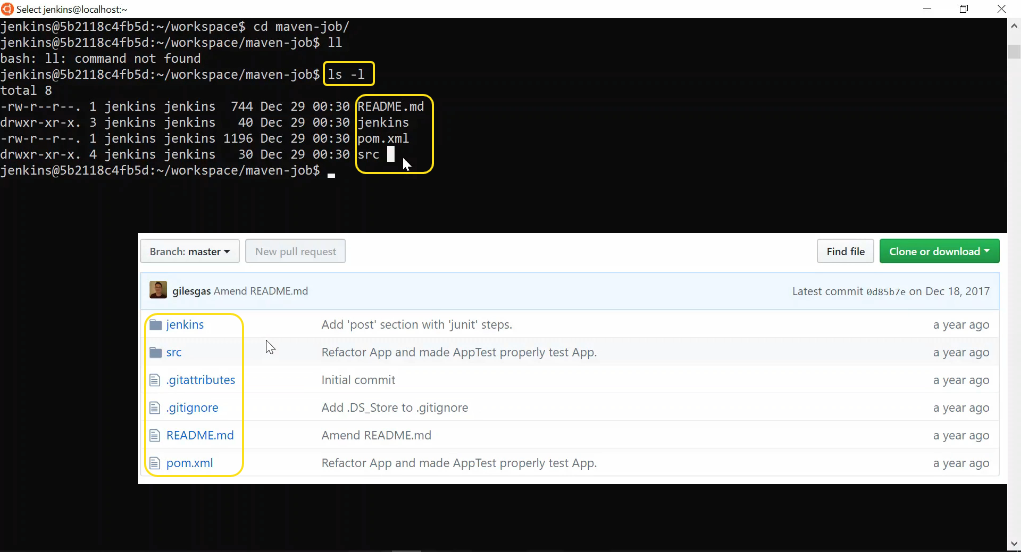 Select jenkins@localhost:~
jenkins@5b2118c4fb5d:~/workspace$ cd maven-job/
jenkins@5b2118c4fb5d:~/workspace/maven-job$ ll
bash: ll: command not found
jenkins@5b2118c4fb5d:~/workspace/maven-job$ ls -l
total 8
-rw-r--r--. 1 jenkins jenkins  744 Dec 29 00:30 README.md
drwxr-xr-x. 3 jenkins jenkins   40 Dec 29 00:30 jenkins
-rw-r--r--. 1 jenkins jenkins 1196 Dec 29 00:30 pom.xml
drwxr-xr-x. 4 jenkins jenkins   30 Dec 29 00:30 src
jenkins@5b2118c4fb5d:~/workspace/maven-job$
Branch: master New pull request Find file Clone or download
gilesgas Amend README.md Latest commit 0d85b7e on Dec 18, 2017
jenkins Add 'post' section with 'junit' steps. a year ago
src Refactor App and made AppTest properly test App. a year ago
.gitattributes Initial commit a year ago
.gitignore Add .DS_Store to .gitignore a year ago
README.md Amend README.md a year ago
pom.xml Refactor App and made AppTest properly test App. a year ago